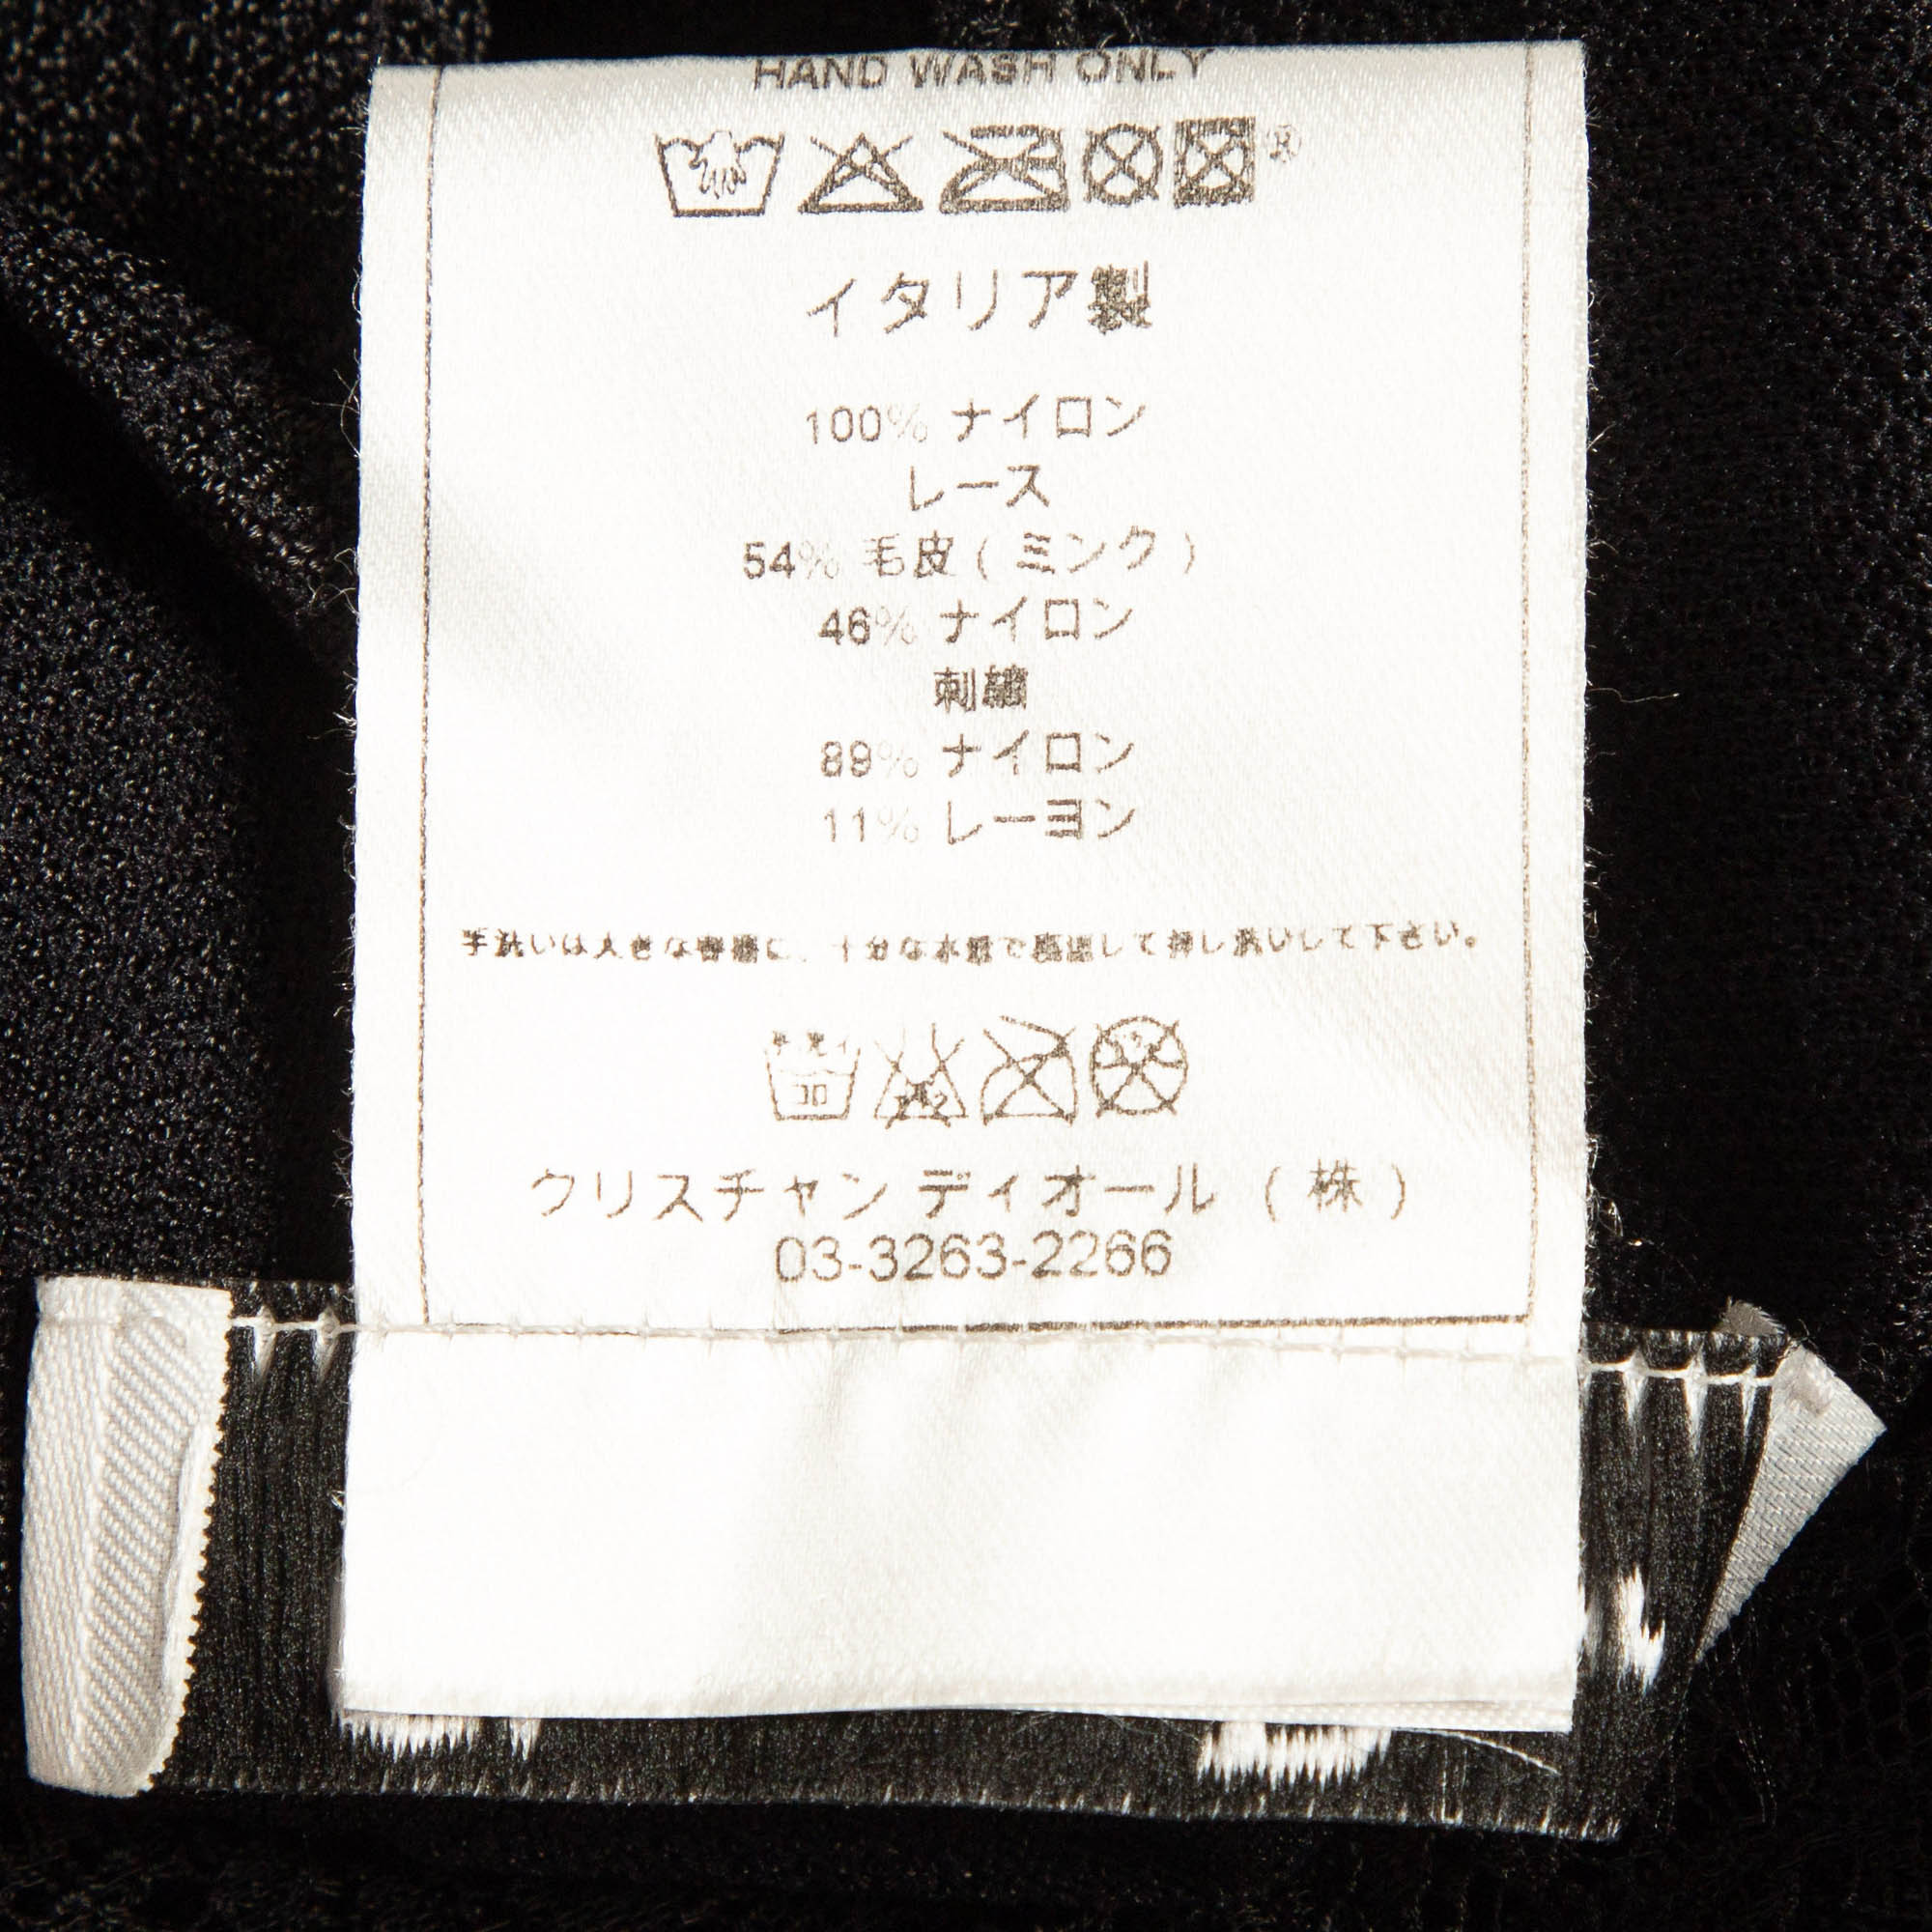 HAND WASH ONLY
®
イタリア製
100% ナイロン
レース
54% 毛皮 ( ミンク )
46% ナイロン
刺繍
89% ナイロン
11% レーヨン
手洗いは大きな容器に、十分な水量で して押し洗いして下さい。
手洗イ
30
クリスチャン ディオール ( 株 )
03-3263-2266